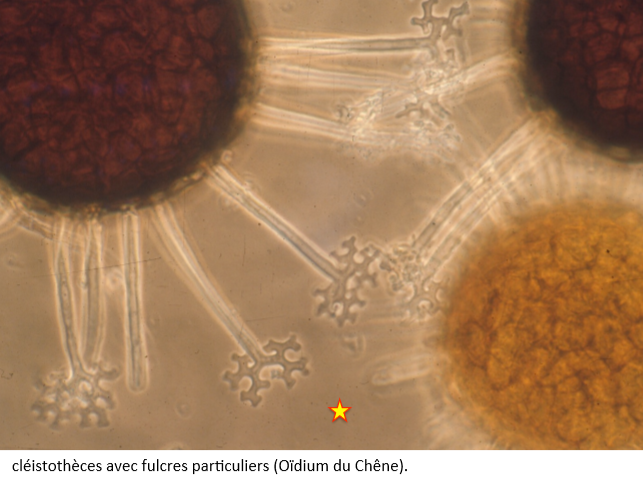 cléistothèces avec fulcres particuliers (Oïdium du Chêne).